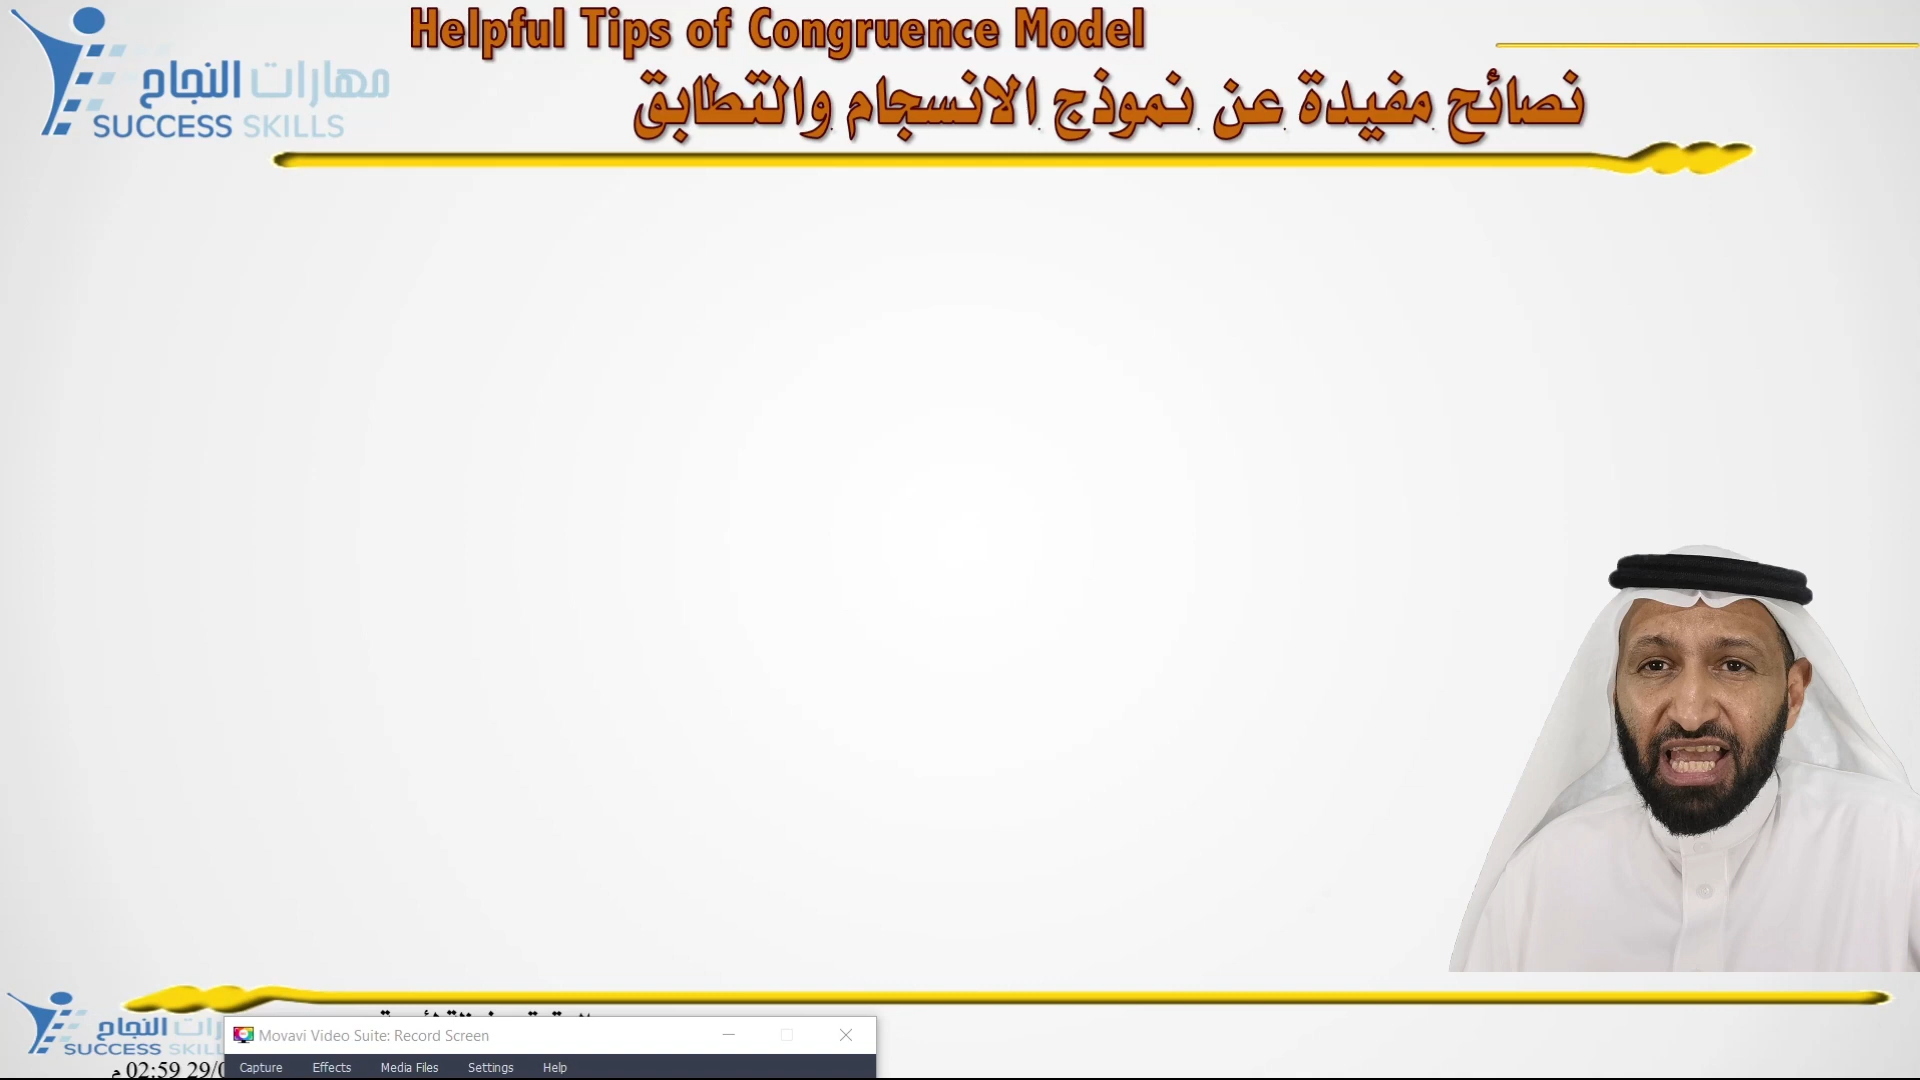 Helpful Tips of Congruence Model
نصائح مفيدة عن نموذج الانسجام والتطابق
مهارات النجاح
SUCCESS SKILLS
النجاح
SUCCESS SKILL
02:59 29/0
م
Movavi Video Suite: Record Screen
Capture Effects Media Files Settings Help